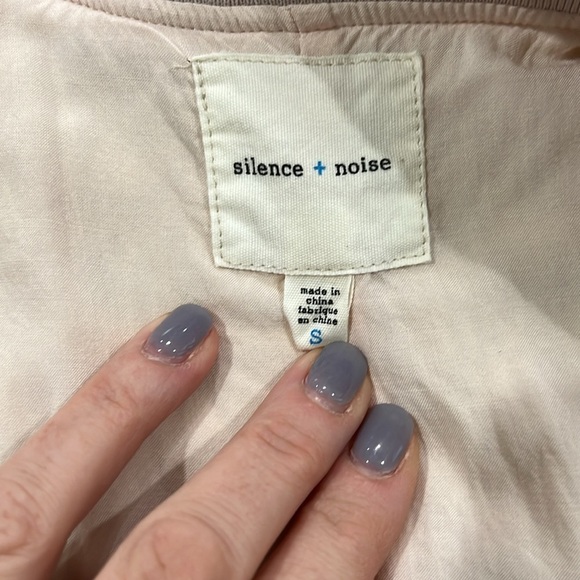 silence + noise
made in
china
fabriqué
en chine
S